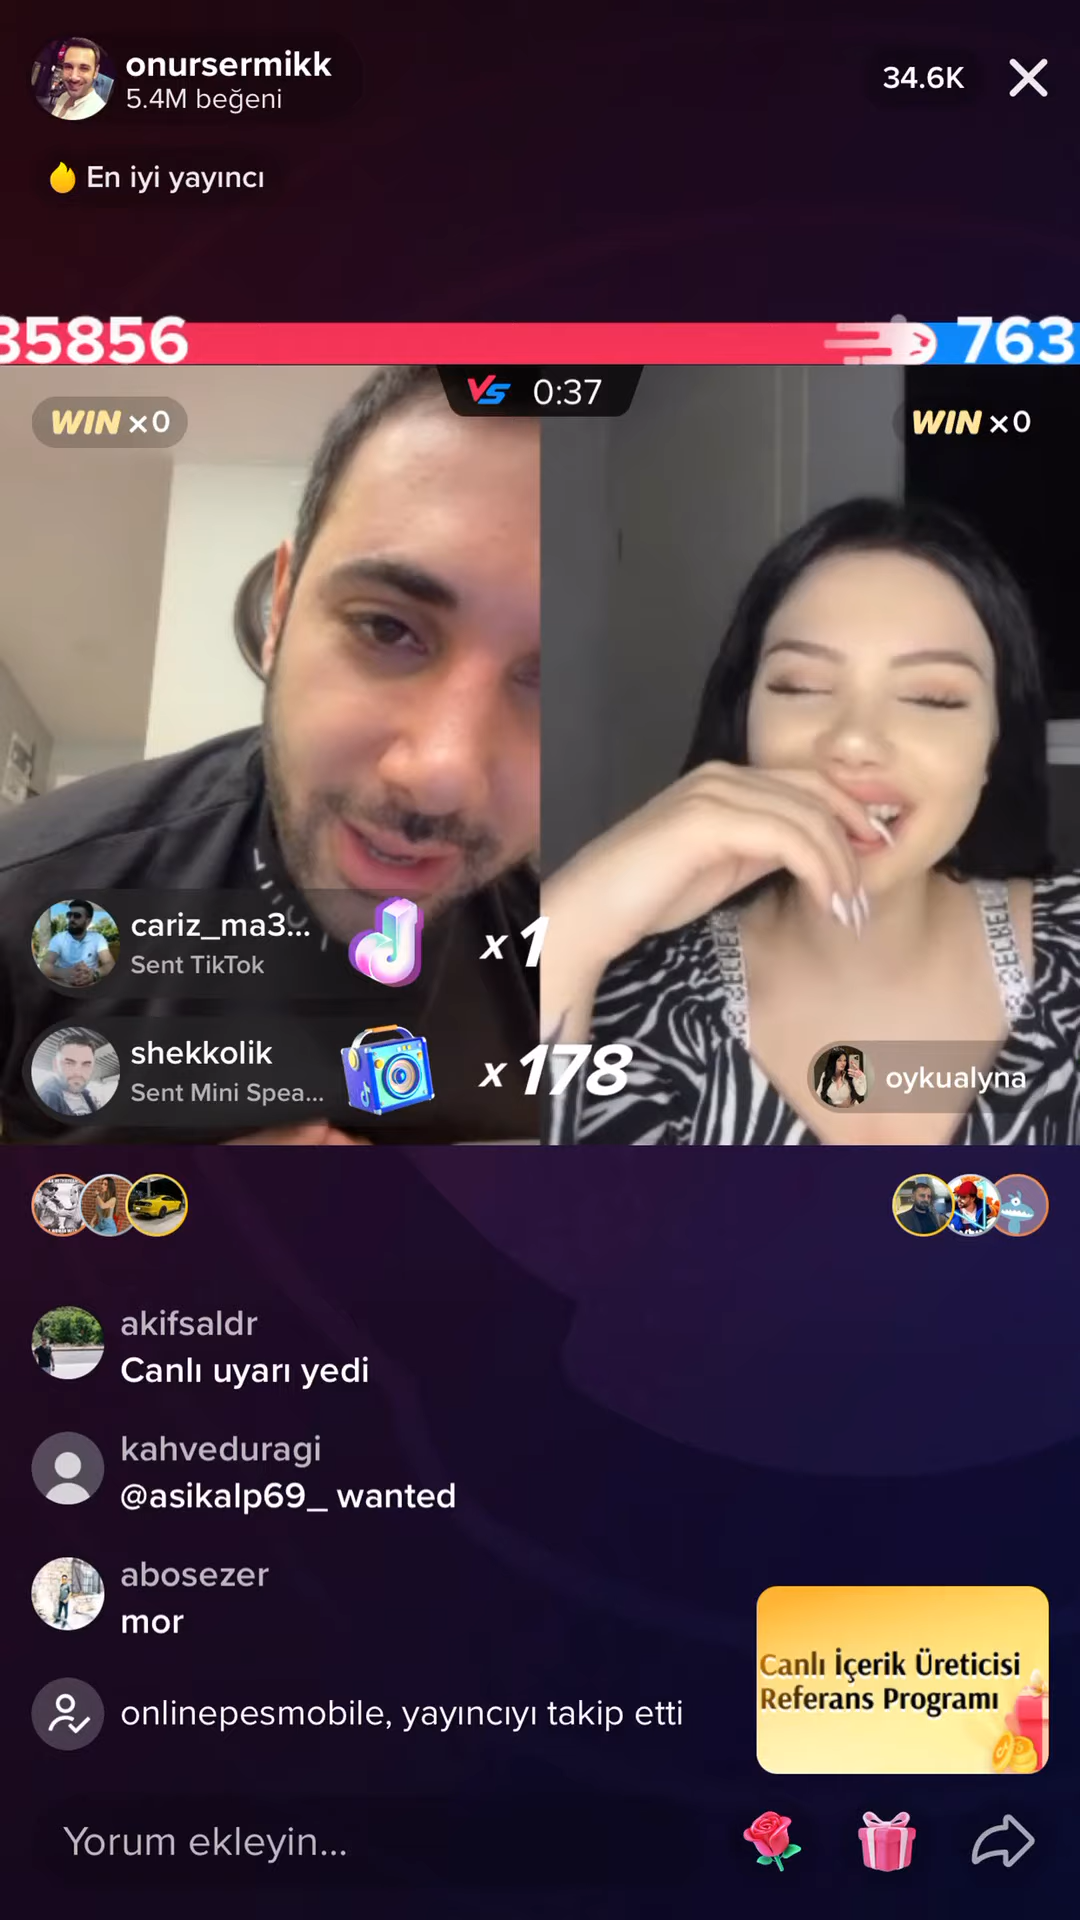 onursermikk
5.4M beğeni
34.6K
En iyi yayıncı
35856
763
VS 0:37
WIN x0
WIN x0
cariz_ma3...
Sent TikTok
x1
shekkolik
Sent Mini Spea...
x178
oykualyna
akifsaldr
Canlı uyarı yedi
kahveduragi
@asikalp69_ wanted
abosezer
mor
onlinepesmobile, yayıncıyı takip etti
Canlı İçerik Üreticisi
Referans Programı
Yorum ekleyin...